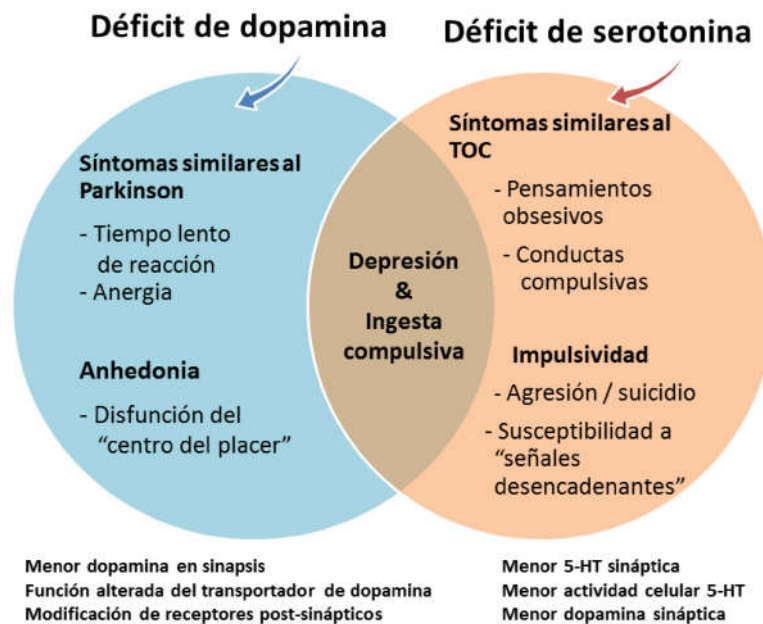 Déficit de dopamina
Déficit de serotonina
Síntomas similares al
Parkinson
- Tiempo lento
de reacción
- Anergia
Anhedonia
- Disfunción del
“centro del placer”
Depresión
&
Ingesta
compulsiva
Síntomas similares al
TOC
- Pensamientos
obsesivos
- Conductas
compulsivas
Impulsividad
- Agresión / suicidio
- Susceptibilidad a
“señales
desencadenantes”
Menor dopamina en sinapsis
Función alterada del transportador de dopamina
Modificación de receptores post-sinápticos
Menor 5-HT sináptica
Menor actividad celular 5-HT
Menor dopamina sináptica